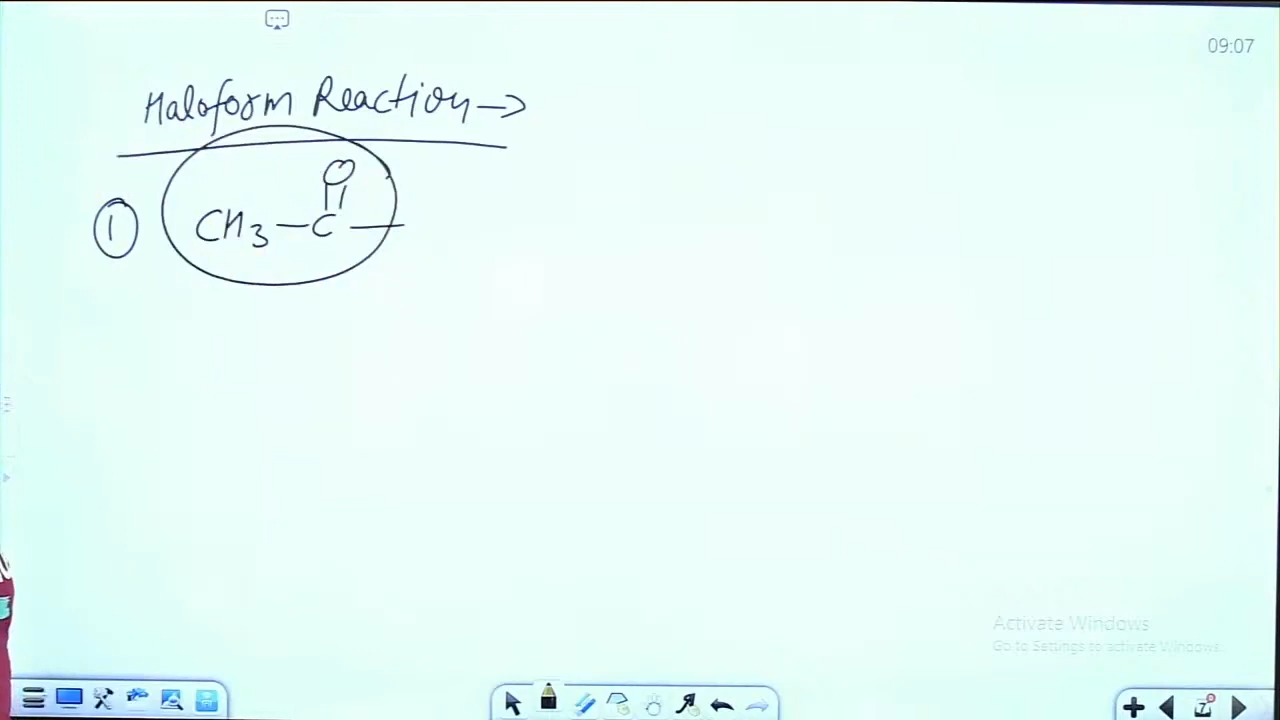 09:07
Haloform Reaction →
O
① CH3-C-
Activate Windows
Go to Settings to activate Windows.